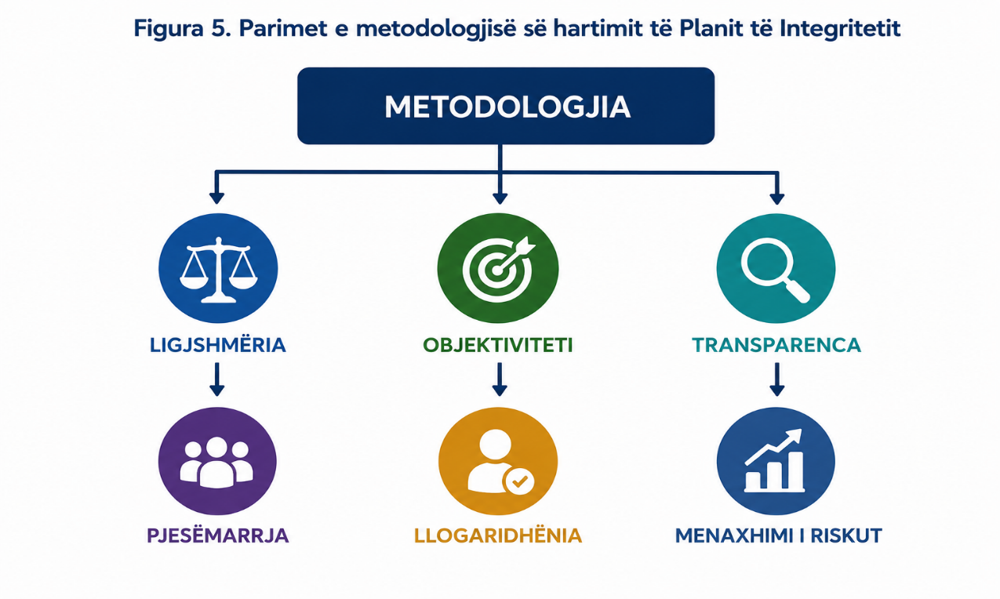 Figura 5. Parimet e metodologjisë së hartimit të Planit të Integritetit
METODOLOGJIA
LIGJSHMËRIA
OBJEKTIVITETI
TRANSPARENCA
PJESËMARRJA
LLOGARIDHËNIA
MENAXHIMI I RISKUT